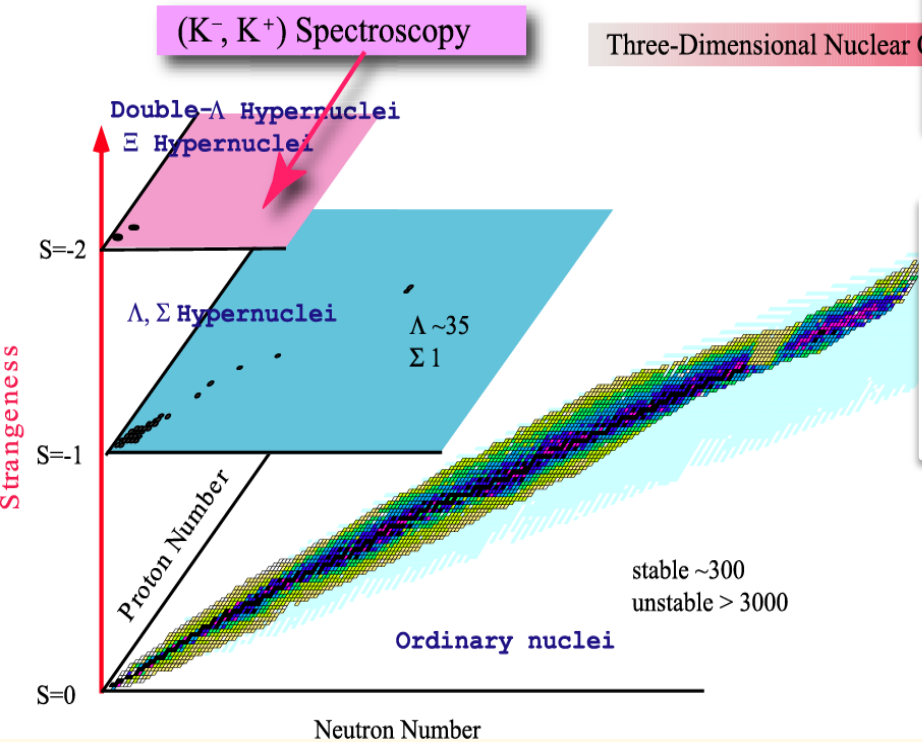 (K⁻, K⁺) Spectroscopy
Three-Dimensional Nuclear
Double-Λ Hypernuclei
Ξ Hypernuclei
S=-2
Λ, Σ Hypernuclei
Λ ~35
Σ 1
Strangeness
S=-1
Proton Number
stable ~300
unstable > 3000
Ordinary nuclei
S=0
Neutron Number